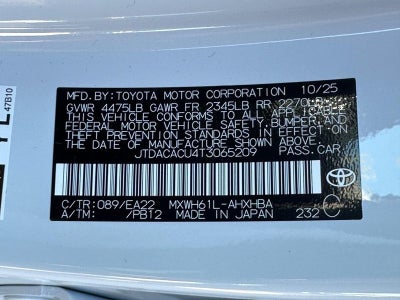 47B10
MFD. BY: TOYOTA MOTOR CORPORATION 10/25
GVWR 4475LB GAWR FR 2345LB RR
THIS VEHICLE CONFORMS TO ALL APPLICABLE
FEDERAL MOTOR VEHICLE SAFETY, BUMPER, AND
THEFT PREVENTION STANDARDS IN EFFECT ON
THE DATE OF MANUFACTURE SHOWN ABOVE.
JTDACACU4T3065209 PASS. CAR
C/TR: 089/EA22 MXWH61L-AHXHBA
A/TM: /PB12 MADE IN JAPAN 232
TOYOTA